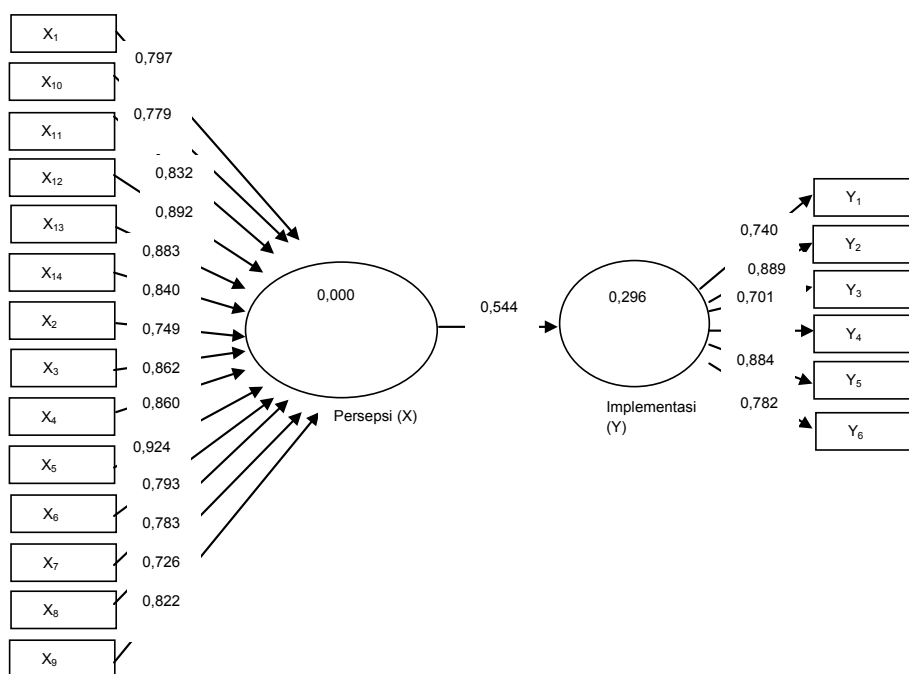 X1
X10
X11
X12
X13
X14
X2
X3
X4
X5
X6
X7
X8
X9
0,797
0,779
0,832
0,892
0,883
0,840
0,749
0,862
0,860
0,924
0,793
0,783
0,726
0,822
0,000
Persepsi (X)
0,544
0,296
Implementasi
(Y)
0,740
0,889
0,701
0,884
0,782
Y1
Y2
Y3
Y4
Y5
Y6